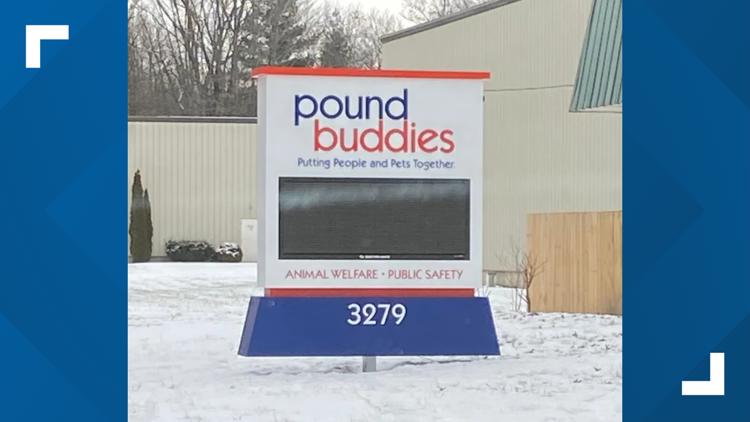 pound
buddies
Putting People and Pets Together.
ANIMAL WELFARE • PUBLIC SAFETY
3279